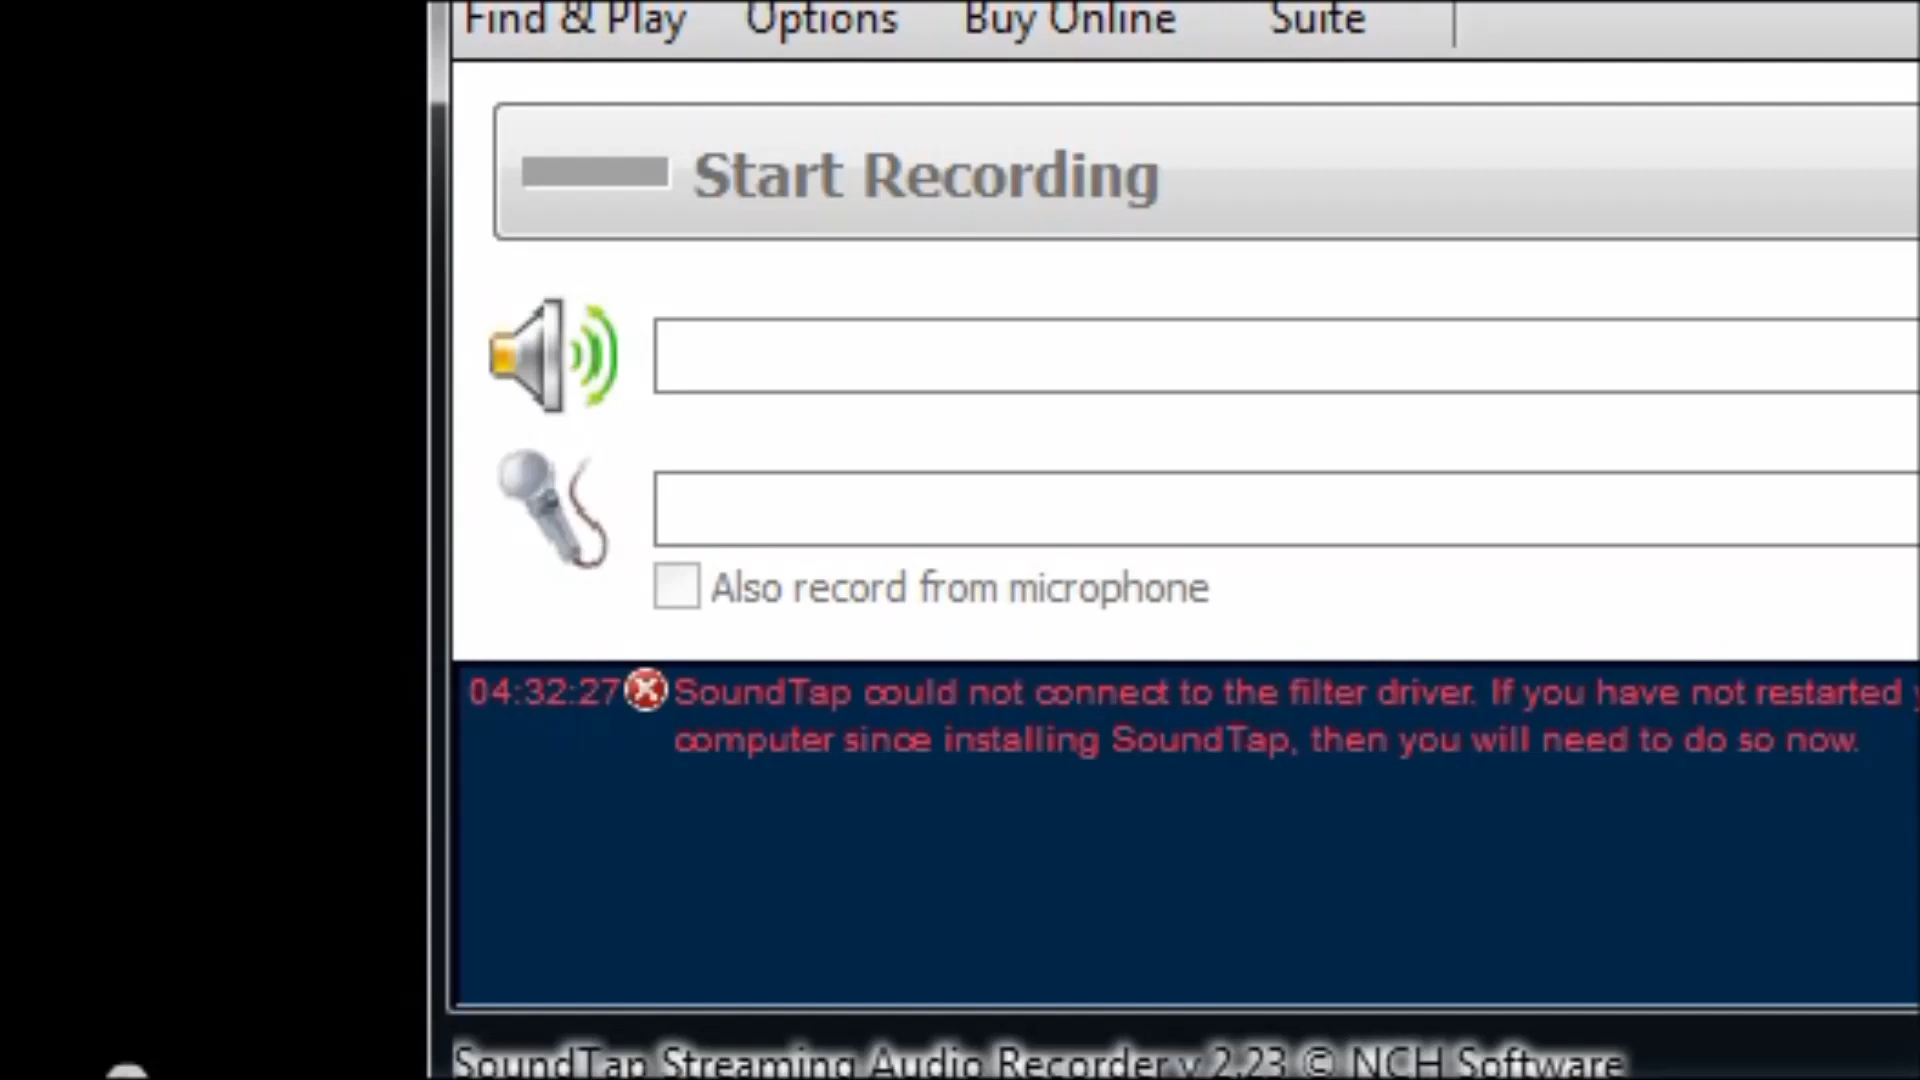 Find & Play Options Buy Online Suite
Start Recording
Also record from microphone
04:32:27 SoundTap could not connect to the filter driver. If you have not restarted
computer since installing SoundTap, then you will need to do so now.
SoundTap Streaming Audio Recorder v 2.23 © NCH Software